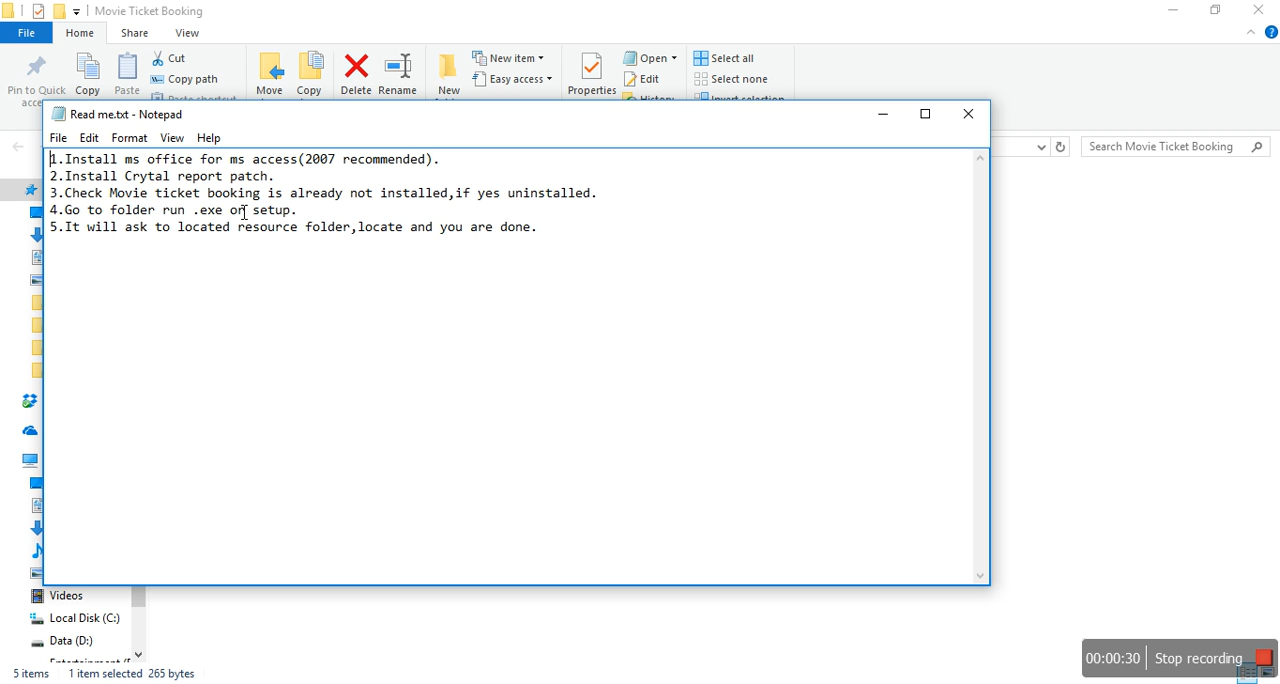 Movie Ticket Booking
File Home Share View
Pin to Quick
Copy
Paste
Cut
Copy path
Move
Copy
Delete
Rename
New
New item
Easy access
Properties
Open
Edit
History
Select all
Select none
Invert selection
Search Movie Ticket Booking
Read me.txt - Notepad
File Edit Format View Help
1.Install ms office for ms access(2007 recommended).
2.Install Crytal report patch.
3.Check Movie ticket booking is already not installed,if yes uninstalled.
4.Go to folder run .exe or setup.
5.It will ask to located resource folder,locate and you are done.
Videos
Local Disk (C:)
Data (D:)
5 items 1 item selected 265 bytes
00:00:30 Stop recording